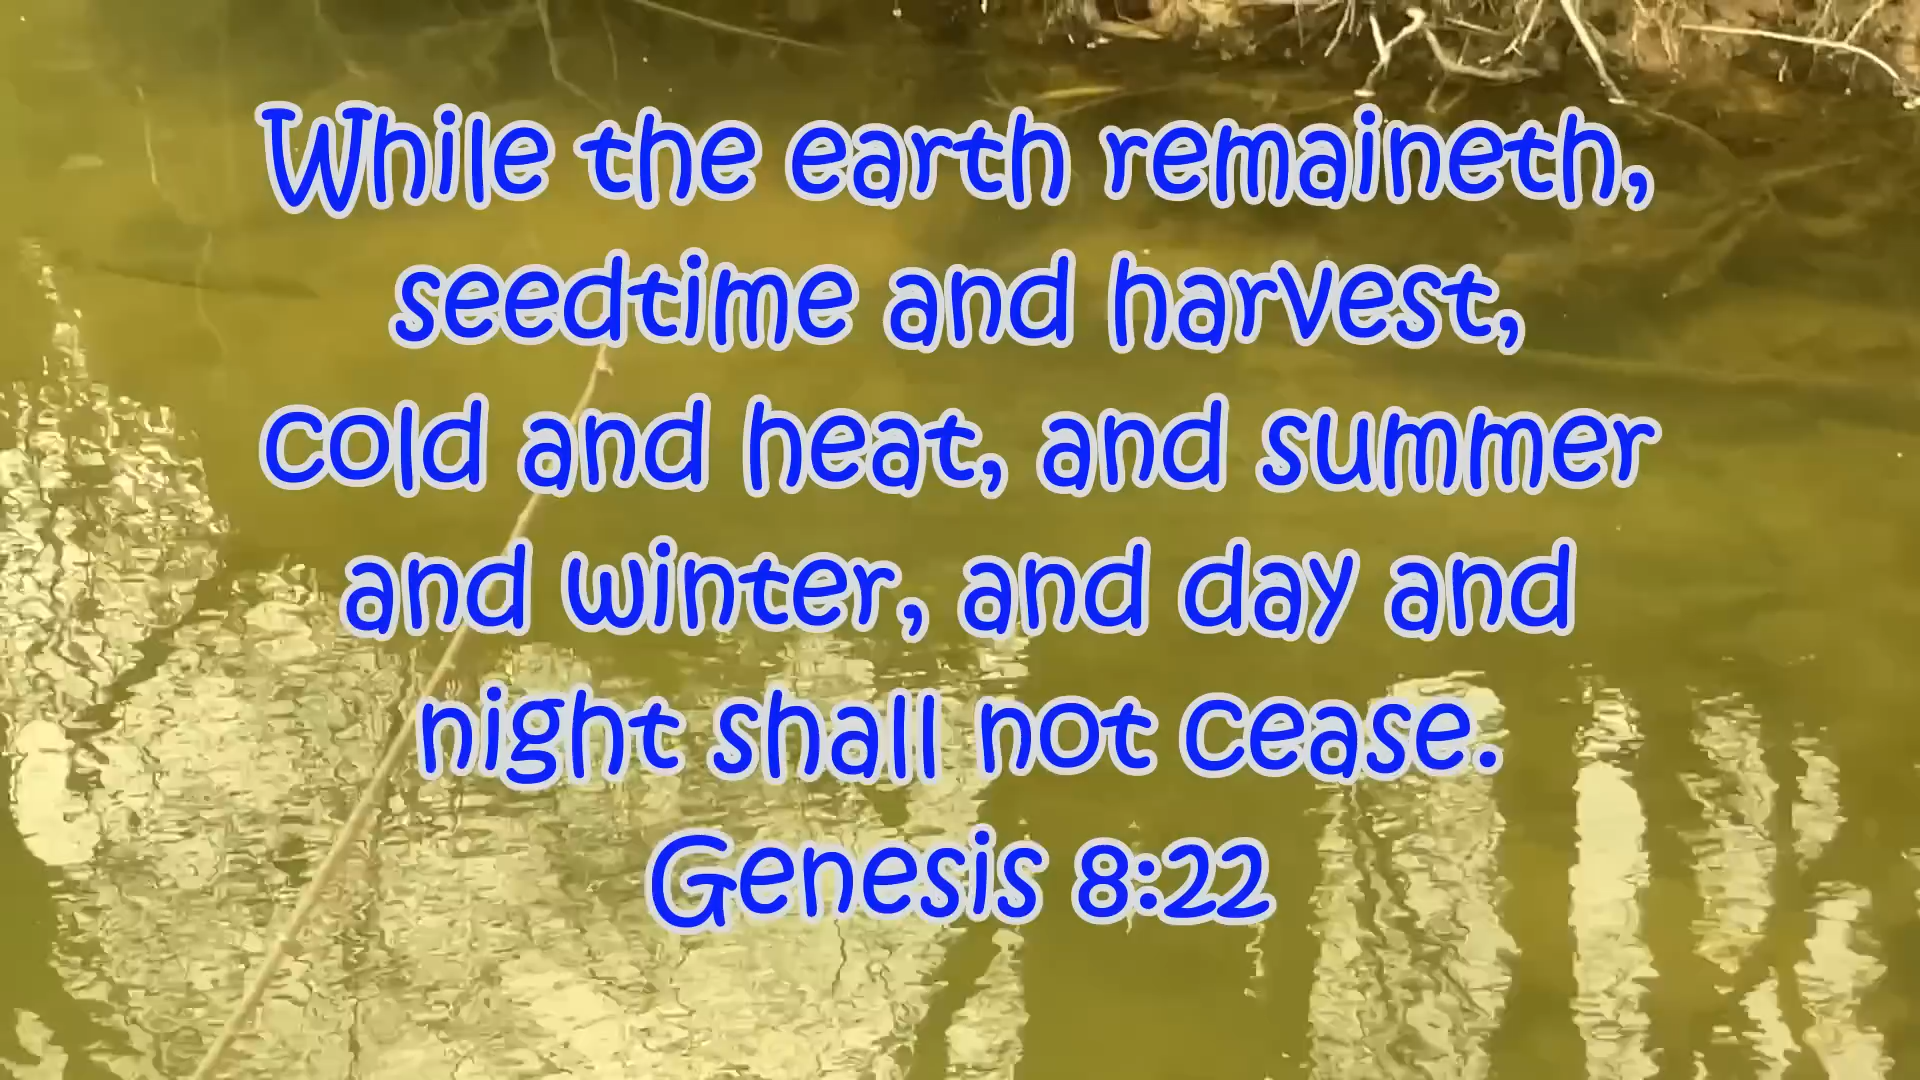 While the earth remaineth,
seedtime and harvest,
cold and heat, and summer
and winter, and day and
night shall not cease.
Genesis 8:22